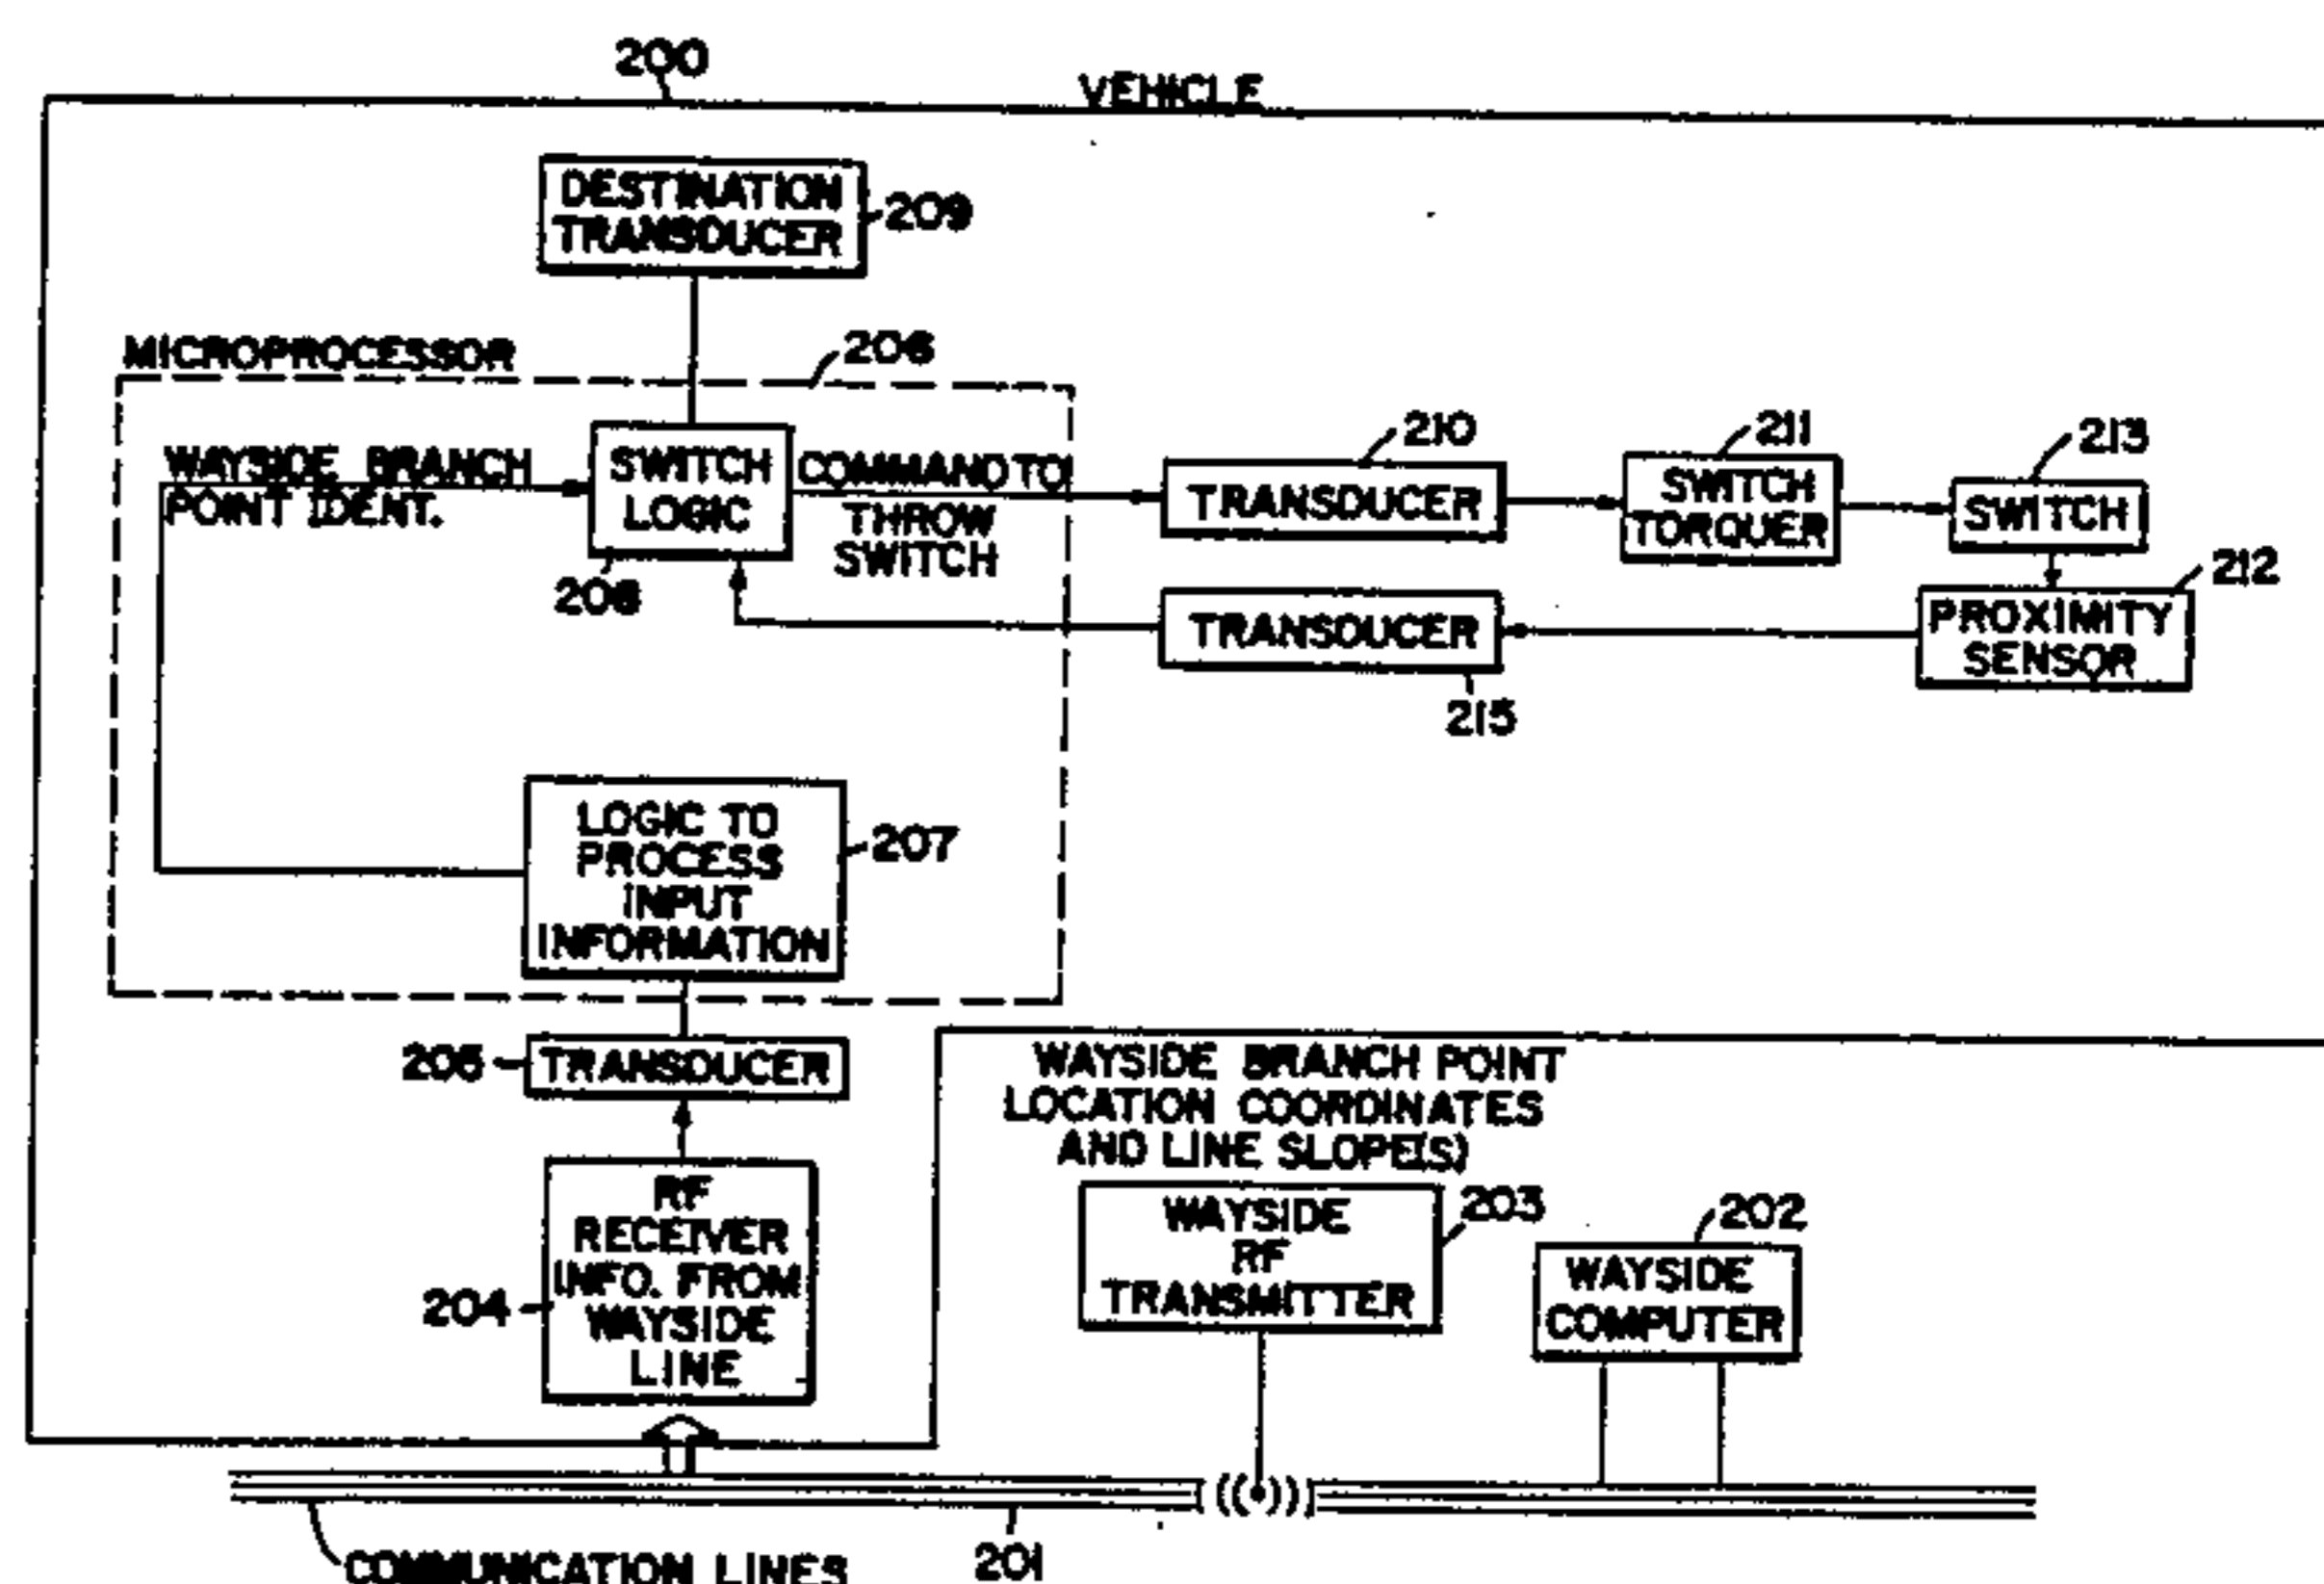 200
VEHICLE
DESTINATION
TRANSDUCER
209
MICROPROCESSOR
206
WAYSIDE BRANCH
POINT IDENT.
SWITCH
LOGIC
208
COMMAND TO
THROW
SWITCH
210
TRANSDUCER
211
SWITCH
TORQUER
213
SWITCH
212
PROXIMITY
SENSOR
TRANSDUCER
215
LOGIC TO
PROCESS
INPUT
INFORMATION
207
205
TRANSDUCER
RF
RECEIVER
INFO. FROM
WAYSIDE
LINE
204
WAYSIDE BRANCH POINT
LOCATION COORDINATES
AND LINE SLOPE(S)
WAYSIDE
RF
TRANSMITTER
203
202
WAYSIDE
COMPUTER
COMMUNICATION LINES
201